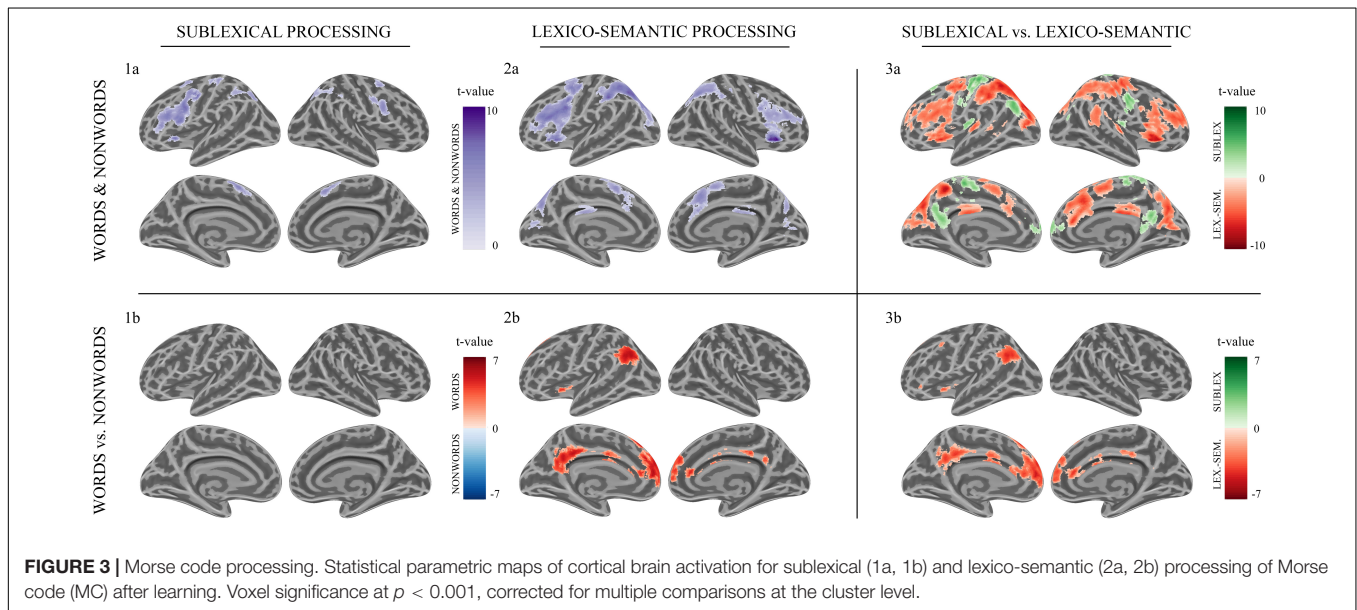 SUBLEXICAL PROCESSING
LEXICO-SEMANTIC PROCESSING
SUBLEXICAL vs. LEXICO-SEMANTIC
WORDS & NONWORDS
1a
t-value
10
WORDS & NONWORDS
0
2a
3a
t-value
10
SUBLEX
0
LEX.-SEM.
-10
WORDS vs. NONWORDS
1b
t-value
7
WORDS
0
NONWORDS
-7
2b
3b
t-value
7
SUBLEX
0
LEX.-SEM.
-7
FIGURE 3 | Morse code processing. Statistical parametric maps of cortical brain activation for sublexical (1a, 1b) and lexico-semantic (2a, 2b) processing of Morse
code (MC) after learning. Voxel significance at p < 0.001, corrected for multiple comparisons at the cluster level.